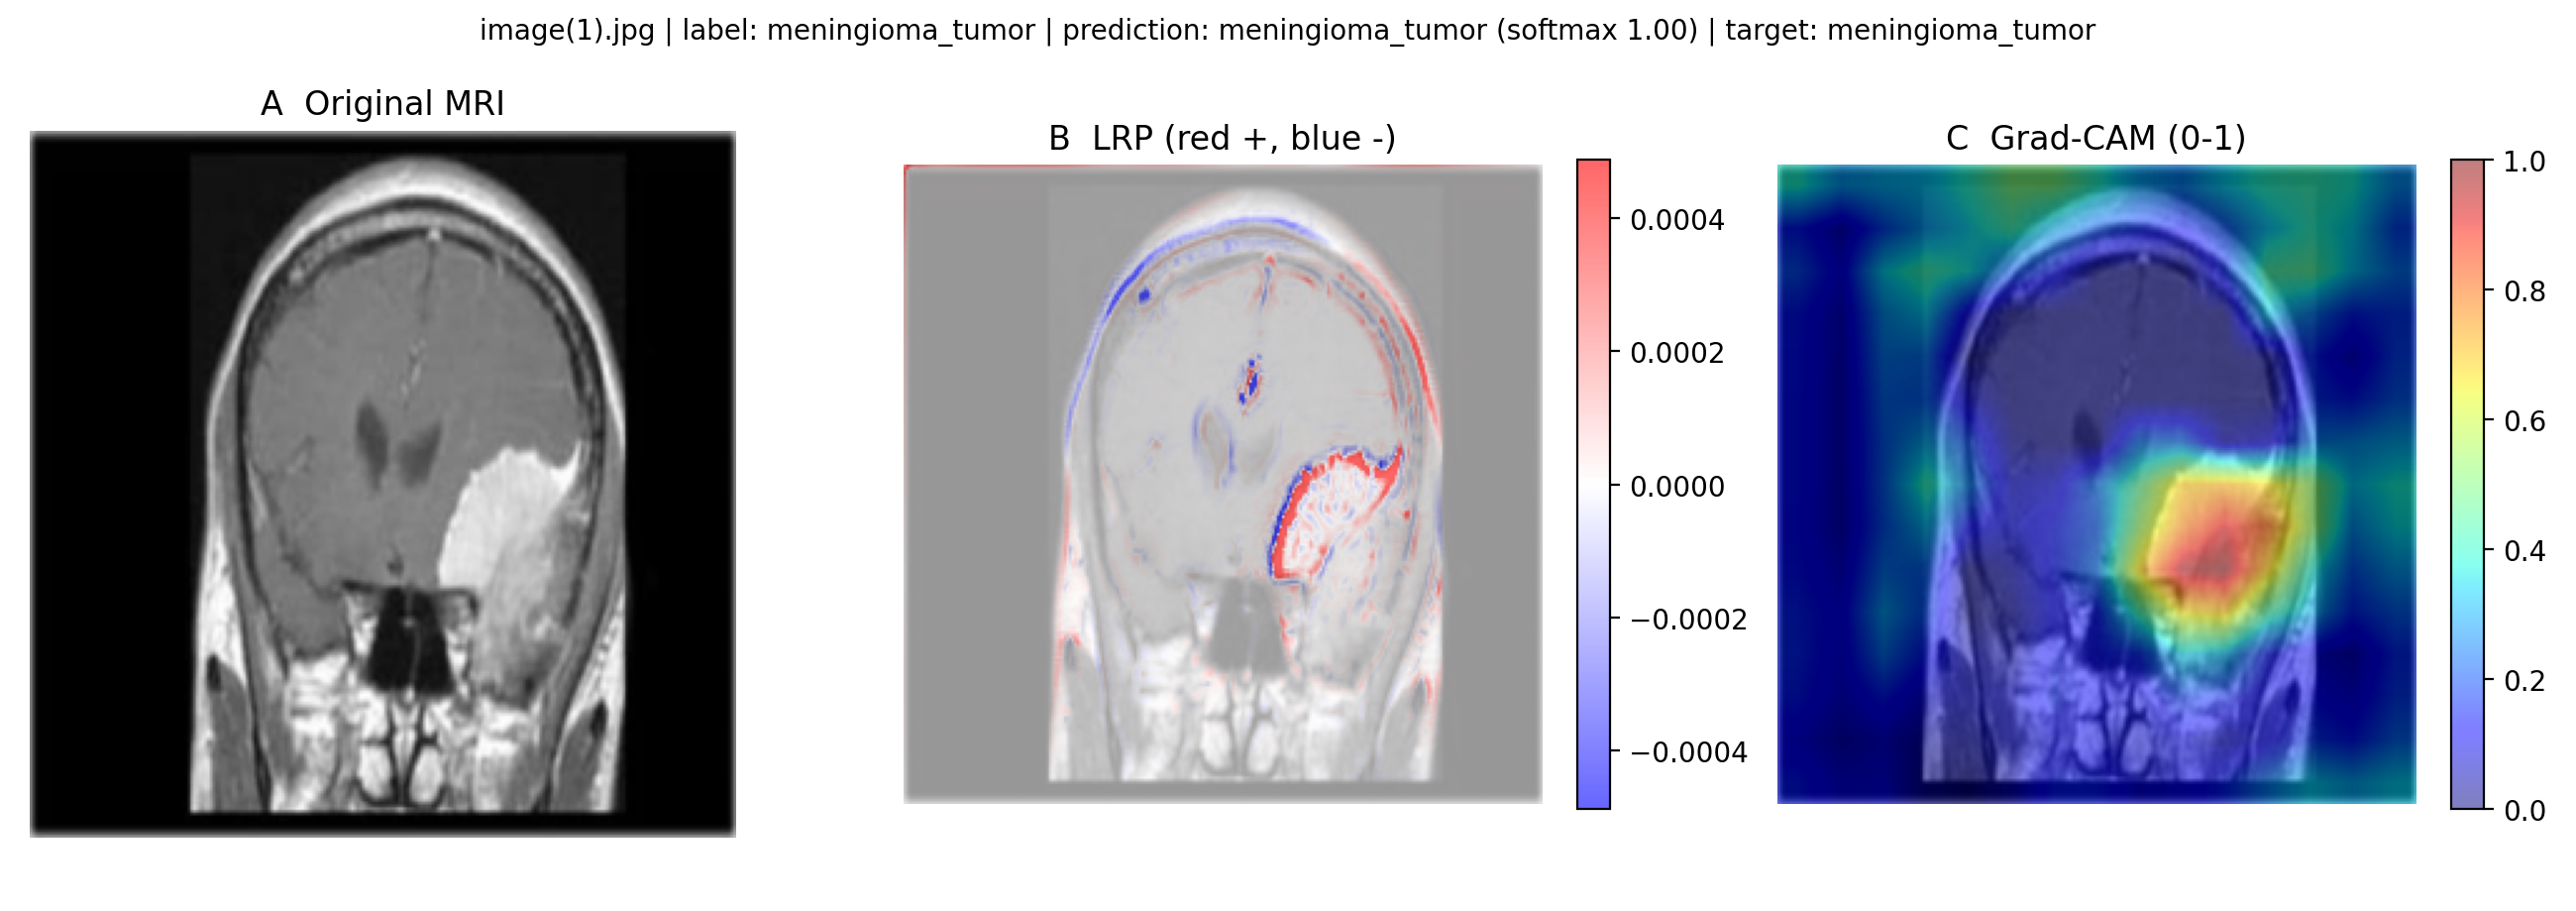 image(1).jpg | label: meningioma_tumor | prediction: meningioma_tumor (softmax 1.00) | target: meningioma_tumor
A Original MRI
B LRP (red +, blue -)
C Grad-CAM (0-1)
0.0004
0.0002
0.0000
−0.0002
−0.0004
1.0
0.8
0.6
0.4
0.2
0.0